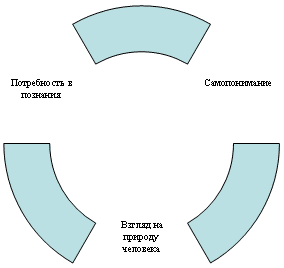 Потребность в
познания
Самопонимание
Взгляд на
природу
человека